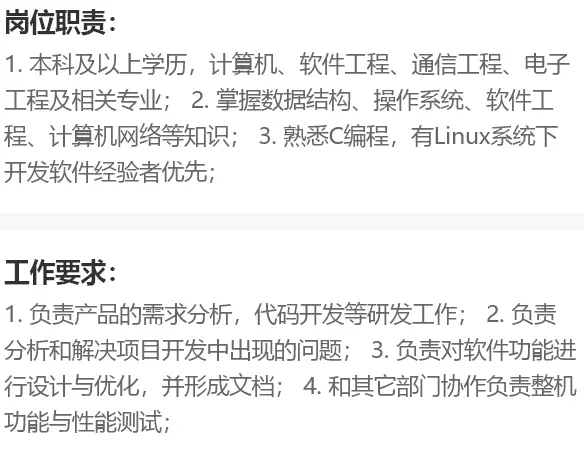 岗位职责：
1. 本科及以上学历，计算机、软件工程、通信工程、电子
工程及相关专业； 2. 掌握数据结构、操作系统、软件工
程、计算机网络等知识； 3. 熟悉C编程，有Linux系统下
开发软件经验者优先；
工作要求：
1. 负责产品的需求分析，代码开发等研发工作； 2. 负责
分析和解决项目开发中出现的问题； 3. 负责对软件功能进
行设计与优化，并形成文档； 4. 和其它部门协作负责整机
功能与性能测试；